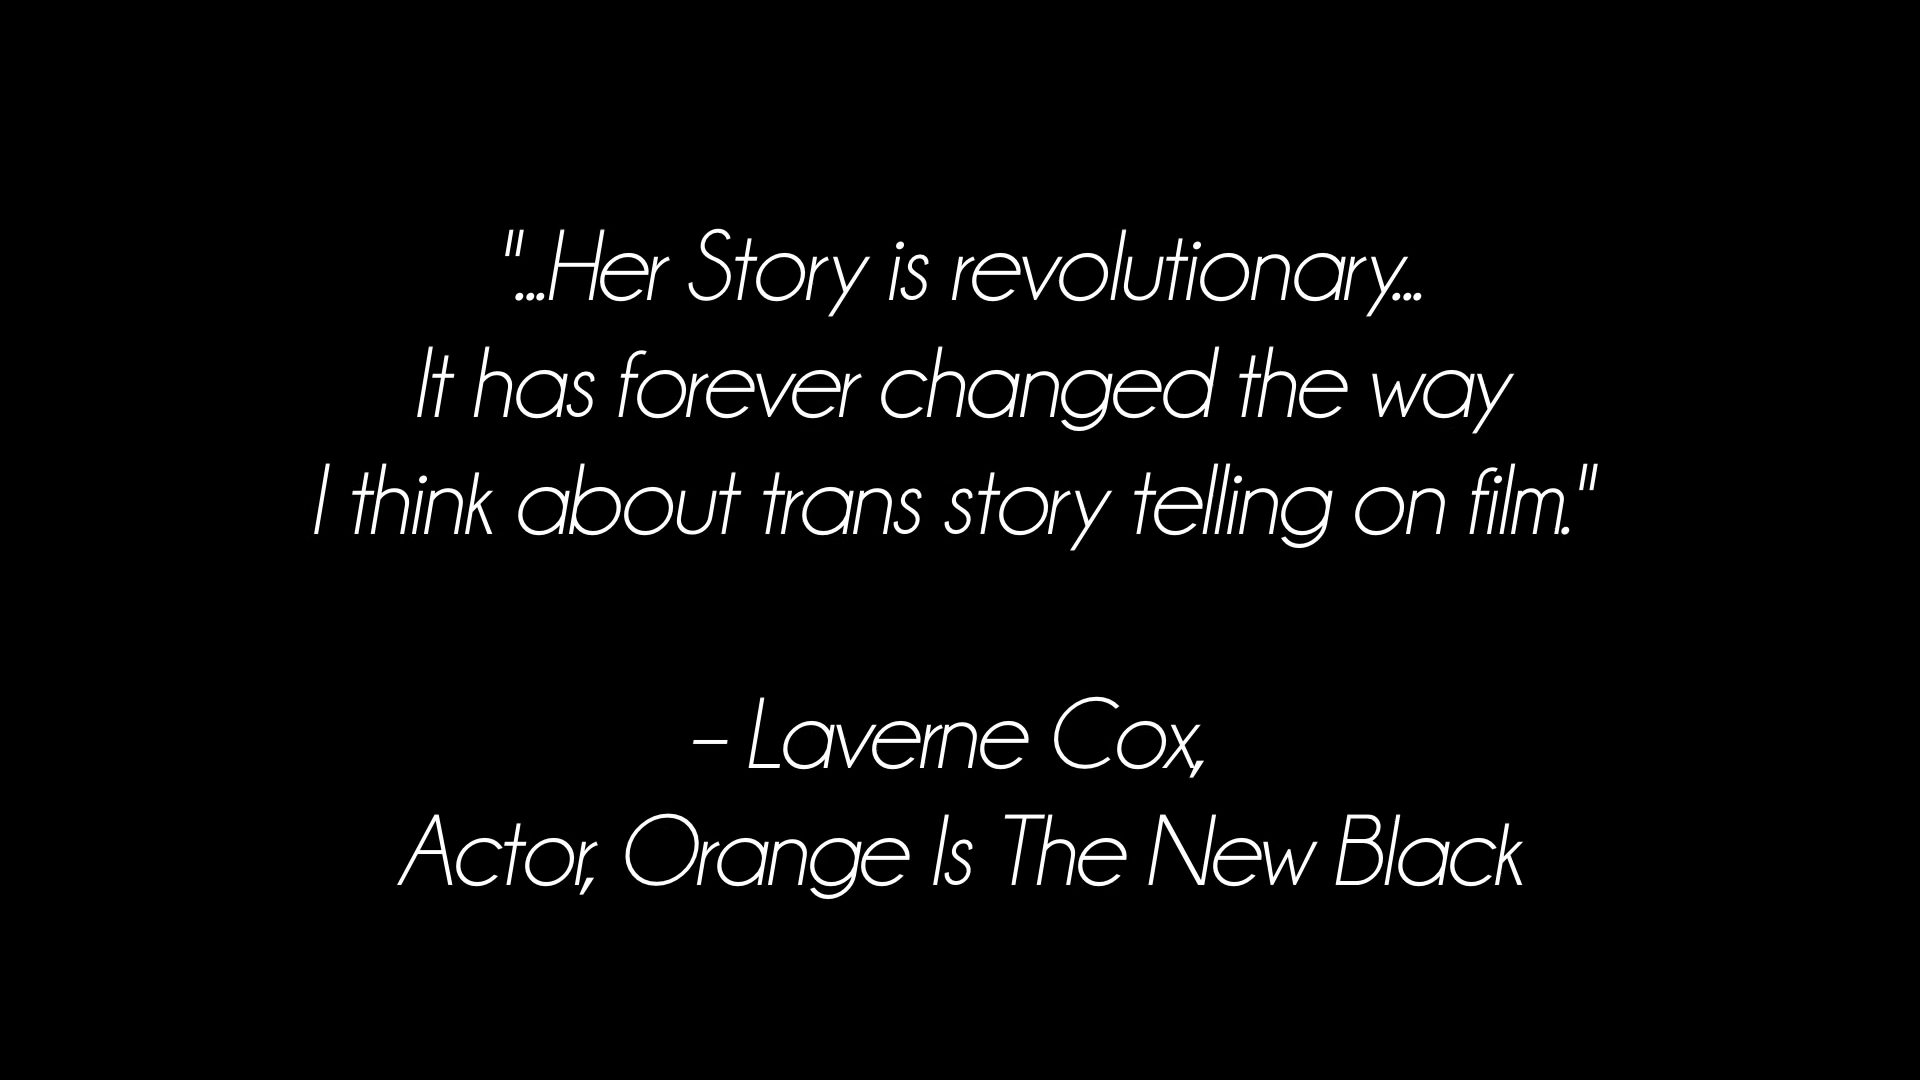 "...Her Story is revolutionary...
It has forever changed the way
I think about trans story telling on film."
– Laverne Cox,
Actor, Orange Is The New Black